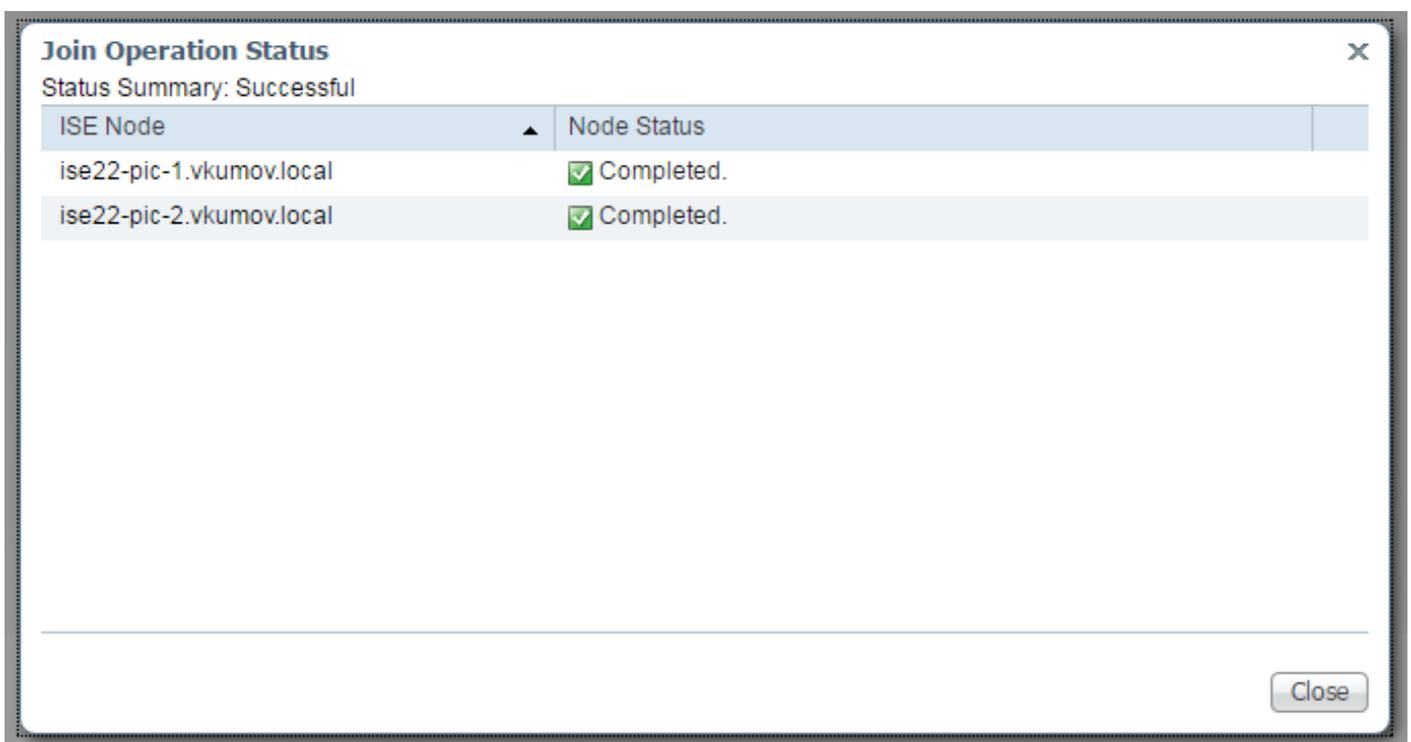 Join Operation Status
Status Summary: Successful
ISE Node Node Status
ise22-pic-1.vkumov.local Completed.
ise22-pic-2.vkumov.local Completed.
Close